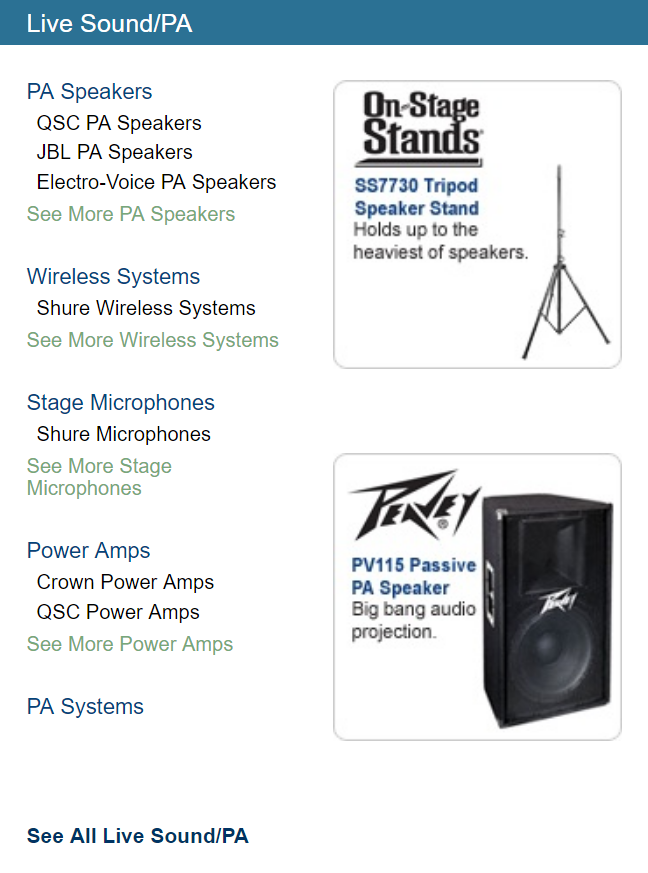 Live Sound/PA
PA Speakers
QSC PA Speakers
JBL PA Speakers
Electro-Voice PA Speakers
See More PA Speakers
Wireless Systems
Shure Wireless Systems
See More Wireless Systems
Stage Microphones
Shure Microphones
See More Stage
Microphones
Power Amps
Crown Power Amps
QSC Power Amps
See More Power Amps
PA Systems
See All Live Sound/PA
On-Stage
Stands®
SS7730 Tripod
Speaker Stand
Holds up to the
heaviest of speakers.
PEAVEY®
PV115 Passive
PA Speaker
Big bang audio
projection.
PEAVEY